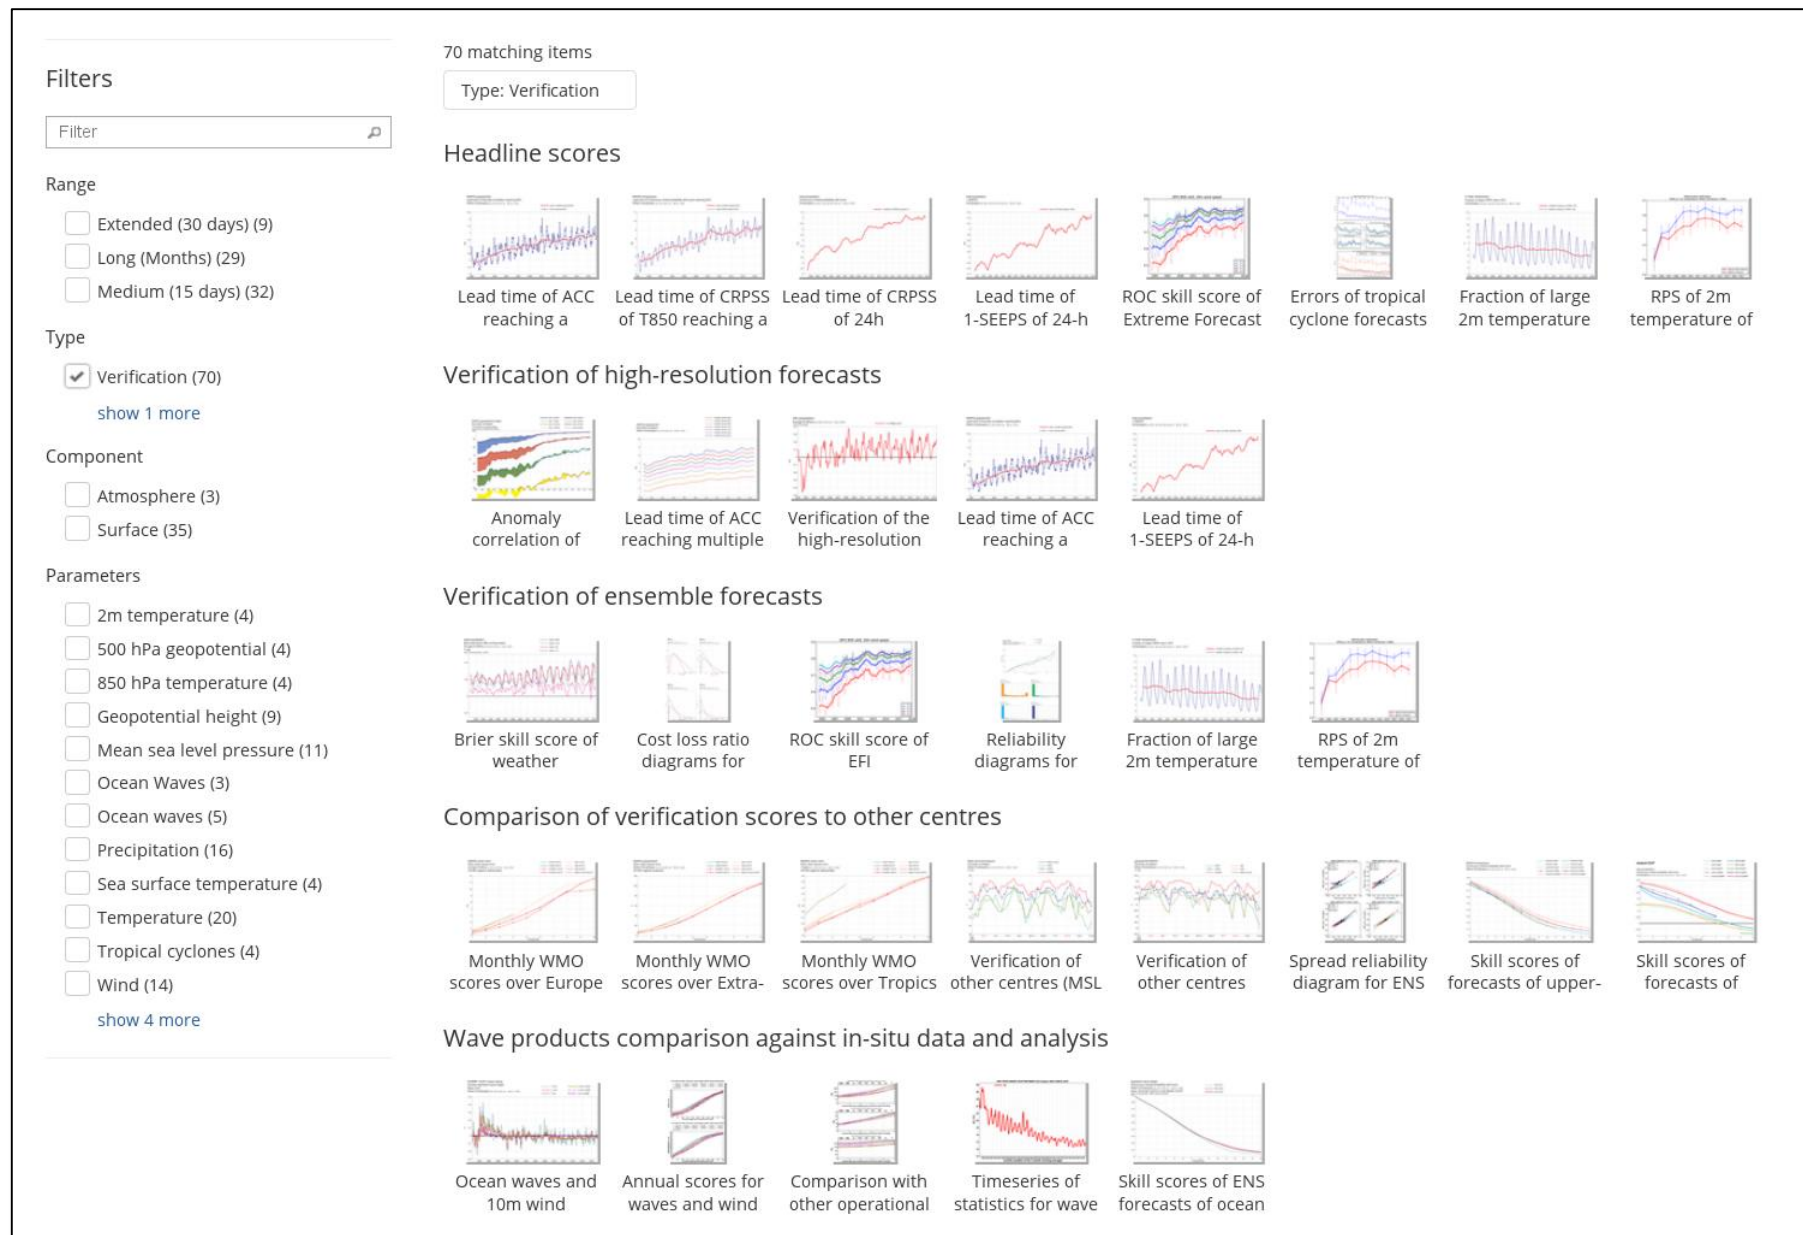 Filters
Filter
Range
Extended (30 days) (9)
Long (Months) (29)
Medium (15 days) (32)
Type
Verification (70)
show 1 more
Component
Atmosphere (3)
Surface (35)
Parameters
2m temperature (4)
500 hPa geopotential (4)
850 hPa temperature (4)
Geopotential height (9)
Mean sea level pressure (11)
Ocean Waves (3)
Ocean waves (5)
Precipitation (16)
Sea surface temperature (4)
Temperature (20)
Tropical cyclones (4)
Wind (14)
show 4 more
70 matching items
Type: Verification
Headline scores
Lead time of ACC
reaching a
Lead time of CRPSS
of T850 reaching a
Lead time of CRPSS
of 24h
Lead time of
1-SEEPS of 24-h
ROC skill score of
Extreme Forecast
Errors of tropical
cyclone forecasts
Fraction of large
2m temperature
RPS of 2m
temperature of
Verification of high-resolution forecasts
Anomaly
correlation of
Lead time of ACC
reaching multiple
Verification of the
high-resolution
Lead time of ACC
reaching a
Lead time of
1-SEEPS of 24-h
Verification of ensemble forecasts
Brier skill score of
weather
Cost loss ratio
diagrams for
ROC skill score of
EFI
Reliability
diagrams for
Fraction of large
2m temperature
RPS of 2m
temperature of
Comparison of verification scores to other centres
Monthly WMO
scores over Europe
Monthly WMO
scores over Extra-
Monthly WMO
scores over Tropics
Verification of
other centres (MSL
Verification of
other centres
Spread reliability
diagram for ENS
Skill scores of
forecasts of upper-
Skill scores of
forecasts of
Wave products comparison against in-situ data and analysis
Ocean waves and
10m wind
Annual scores for
waves and wind
Comparison with
other operational
Timeseries of
statistics for wave
Skill scores of ENS
forecasts of ocean